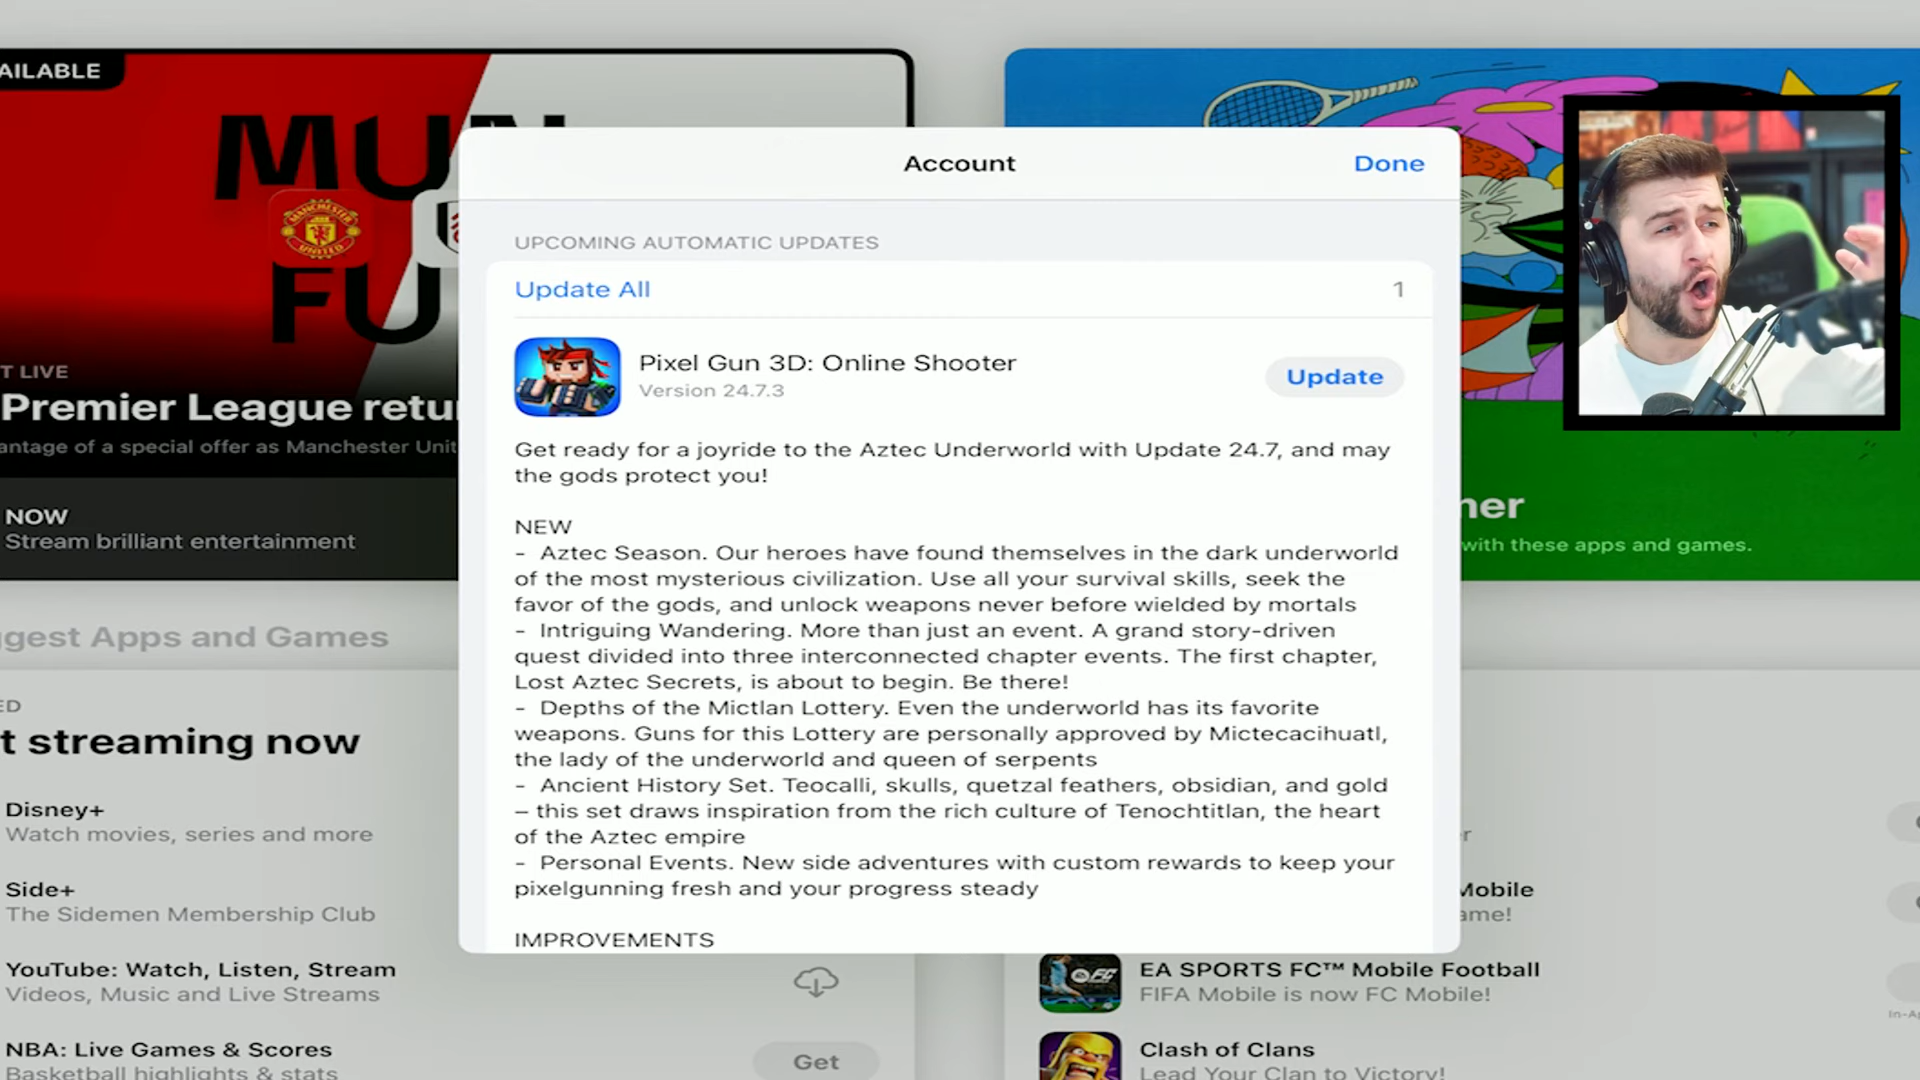 AILABLE
MUN
FU
T LIVE
Premier League retu
antage of a special offer as Manchester Unit
NOW
Stream brilliant entertainment
ggest Apps and Games
ED
t streaming now
Disney+
Watch movies, series and more
Side+
The Sidemen Membership Club
YouTube: Watch, Listen, Stream
Videos, Music and Live Streams
NBA: Live Games & Scores
Basketball highlights & stats
Get
Account
Done
UPCOMING AUTOMATIC UPDATES
Update All
1
Pixel Gun 3D: Online Shooter
Version 24.7.3
Update
Get ready for a joyride to the Aztec Underworld with Update 24.7, and may
the gods protect you!
NEW
- Aztec Season. Our heroes have found themselves in the dark underworld
of the most mysterious civilization. Use all your survival skills, seek the
favor of the gods, and unlock weapons never before wielded by mortals
- Intriguing Wandering. More than just an event. A grand story-driven
quest divided into three interconnected chapter events. The first chapter,
Lost Aztec Secrets, is about to begin. Be there!
- Depths of the Mictlan Lottery. Even the underworld has its favorite
weapons. Guns for this Lottery are personally approved by Mictecacihuatl,
the lady of the underworld and queen of serpents
- Ancient History Set. Teocalli, skulls, quetzal feathers, obsidian, and gold
– this set draws inspiration from the rich culture of Tenochtitlan, the heart
of the Aztec empire
- Personal Events. New side adventures with custom rewards to keep your
pixelgunning fresh and your progress steady
IMPROVEMENTS
ner
with these apps and games.
r
Mobile
ame!
EA SPORTS FC™ Mobile Football
FIFA Mobile is now FC Mobile!
In-Ap
Clash of Clans
Lead Your Clan to Victory!